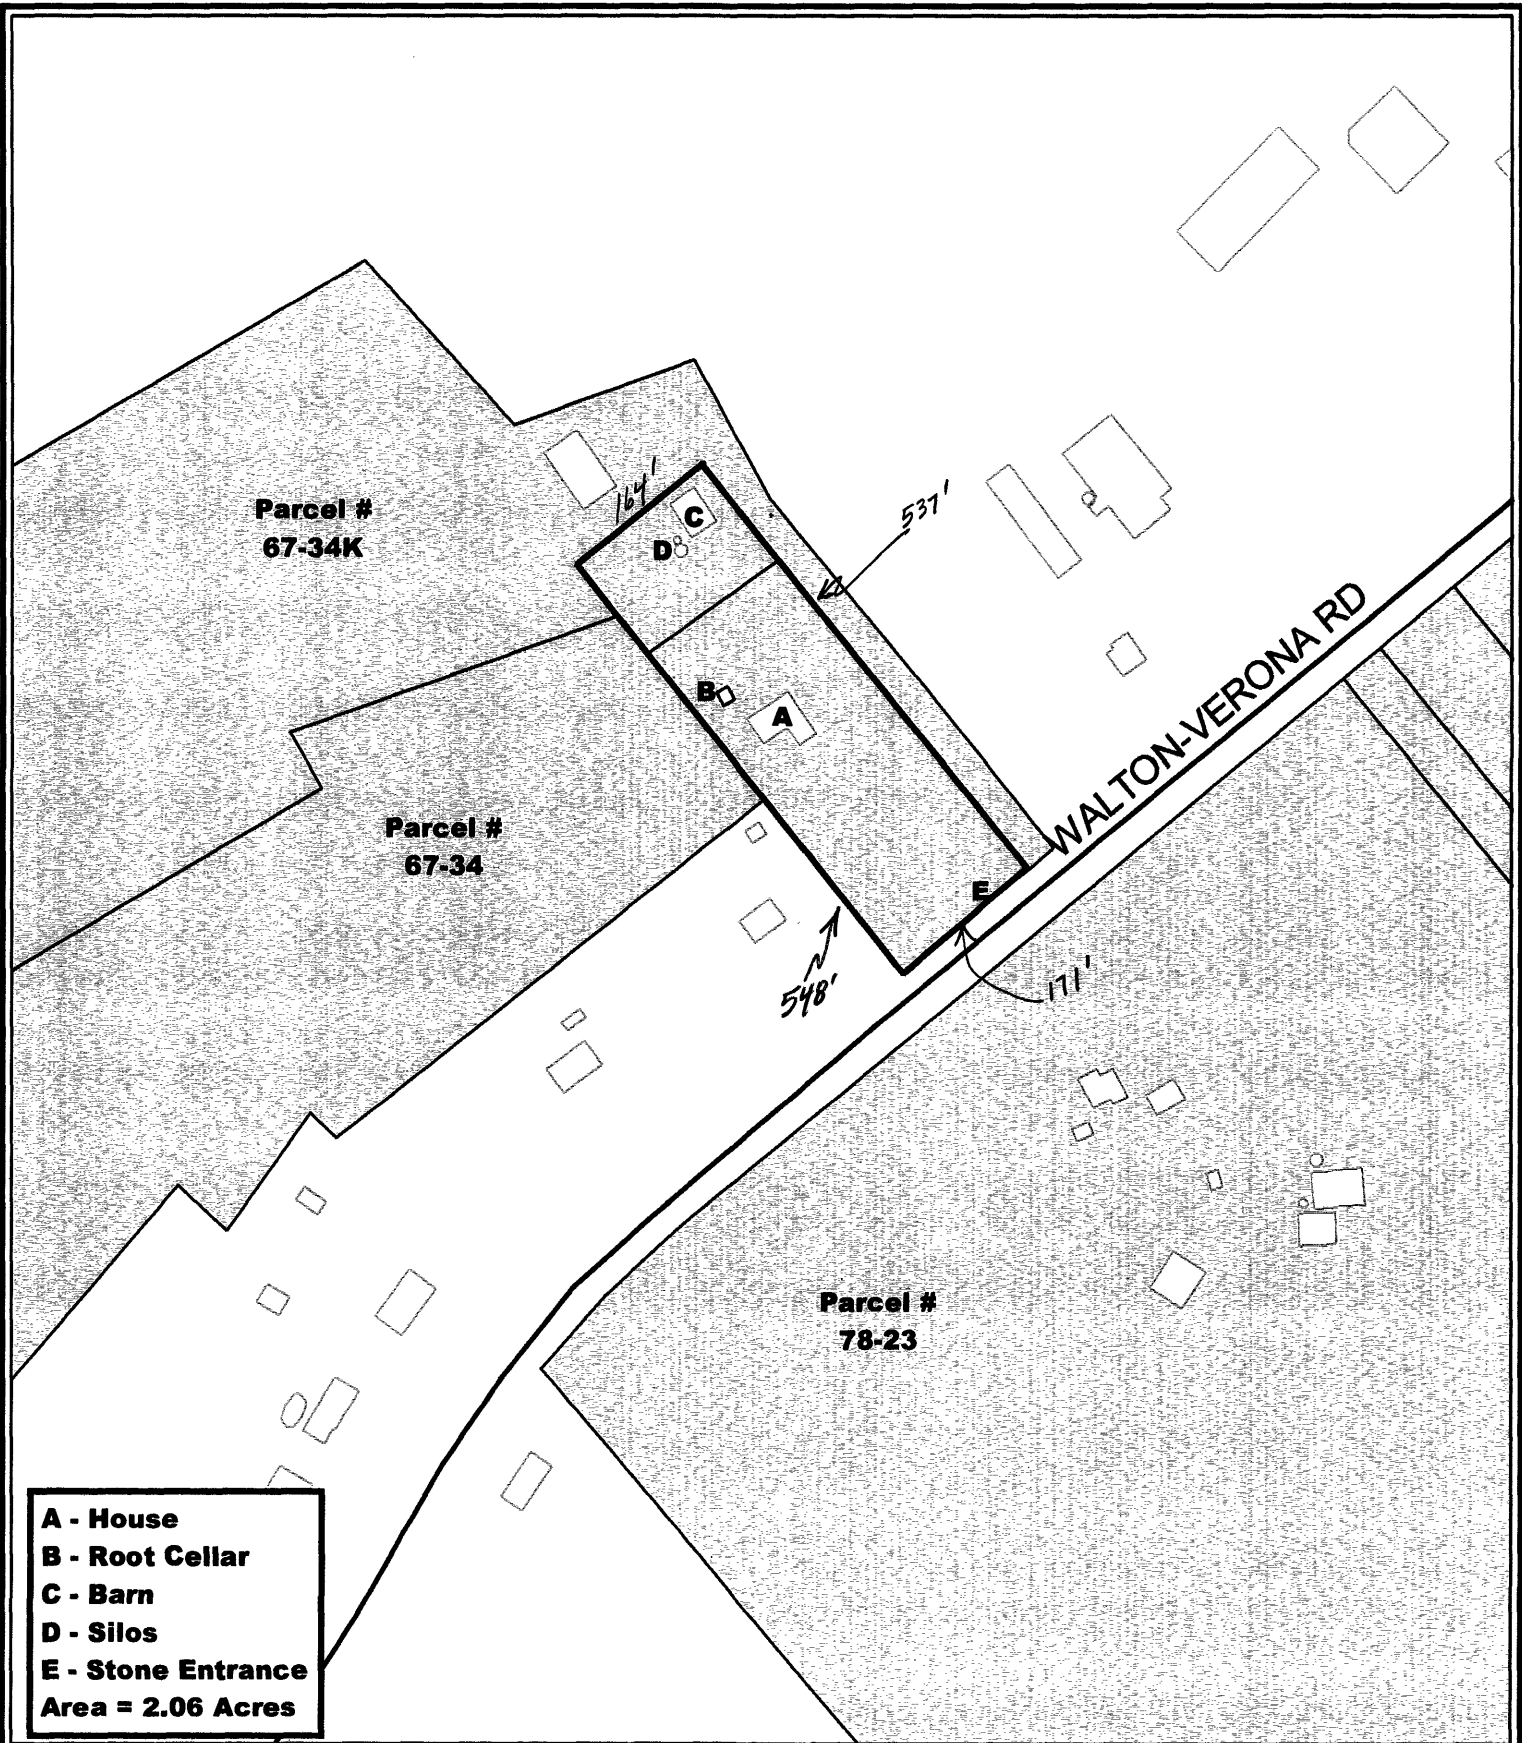 164'
537'
Parcel #
67-34K
C
D
WALTON-VERONA RD
B
A
Parcel #
67-34
E
548'
171'
Parcel #
78-23
A - House
B - Root Cellar
C - Barn
D - Silos
E - Stone Entrance
Area = 2.06 Acres